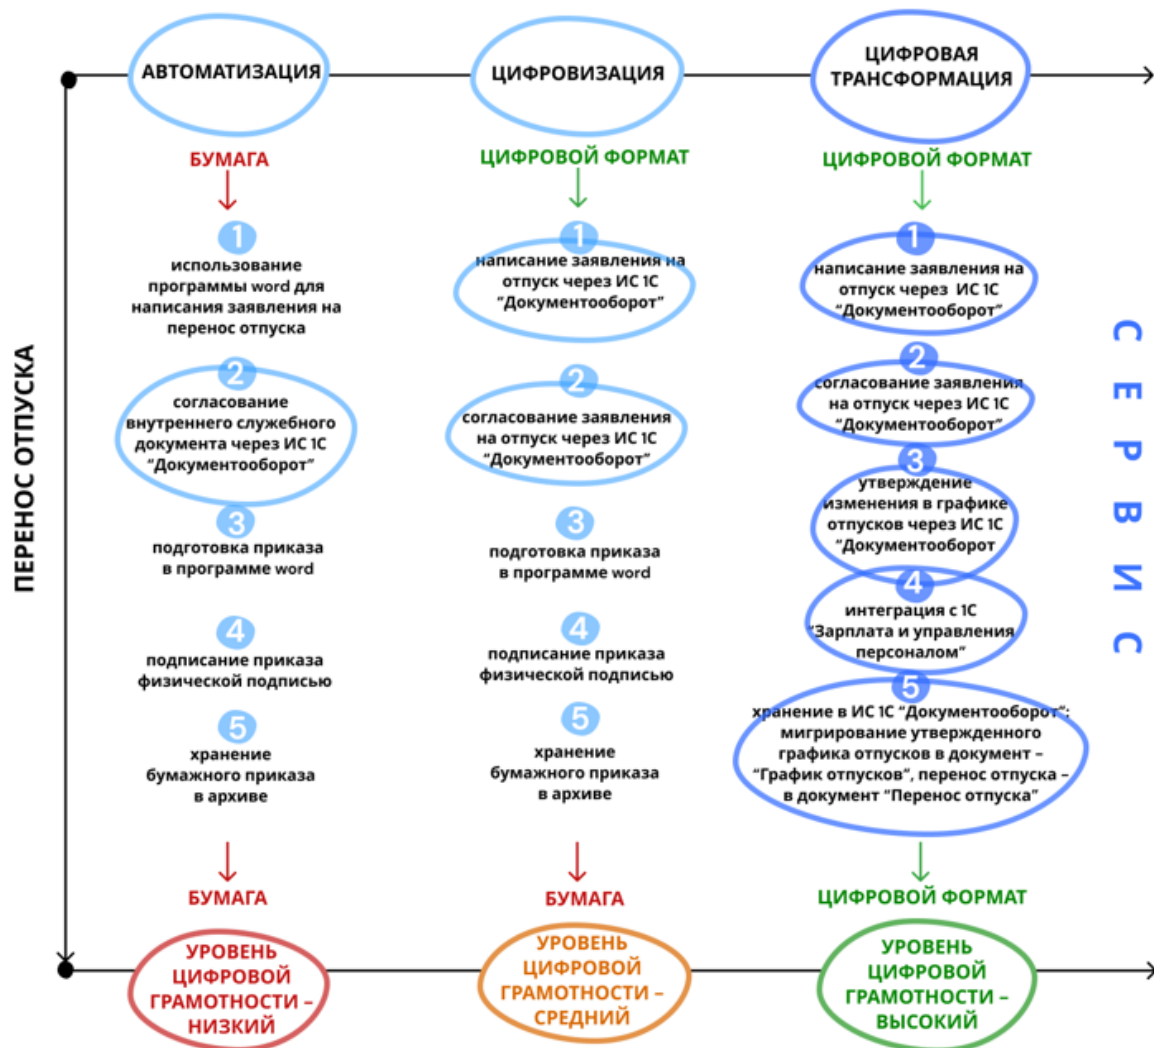 АВТОМАТИЗАЦИЯ
ЦИФРОВИЗАЦИЯ
ЦИФРОВАЯ
ТРАНСФОРМАЦИЯ
ПЕРЕНОС ОТПУСКА
БУМАГА
1
использование
программы word для
написания заявления на
перенос отпуска
2
согласование
внутреннего служебного
документа через ИС 1С
“Документооборот”
3
подготовка приказа
в программе word
4
подписание приказа
физической подписью
5
хранение
бумажного приказа
в архиве
БУМАГА
УРОВЕНЬ
ЦИФРОВОЙ
ГРАМОТНОСТИ –
НИЗКИЙ
ЦИФРОВОЙ ФОРМАТ
1
написание заявления на
отпуск через ИС 1С
“Документооборот”
2
согласование заявления
на отпуск через ИС 1С
“Документооборот”
3
подготовка приказа
в программе word
4
подписание приказа
физической подписью
5
хранение
бумажного приказа
в архиве
БУМАГА
УРОВЕНЬ
ЦИФРОВОЙ
ГРАМОТНОСТИ –
СРЕДНИЙ
ЦИФРОВОЙ ФОРМАТ
1
написание заявления на
отпуск через ИС 1С
“Документооборот”
2
согласование заявления
на отпуск через ИС 1С
“Документооборот”
3
утверждение
изменения в графике
отпусков через ИС 1С
“Документооборот
4
интеграция с 1С
“Зарплата и управления
персоналом”
5
хранение в ИС 1С “Документооборот”:
мигрирование утвержденного
графика отпусков в документ –
“График отпусков”, перенос отпуска –
в документ “Перенос отпуска”
ЦИФРОВОЙ ФОРМАТ
УРОВЕНЬ
ЦИФРОВОЙ
ГРАМОТНОСТИ –
ВЫСОКИЙ
СЕРВИС